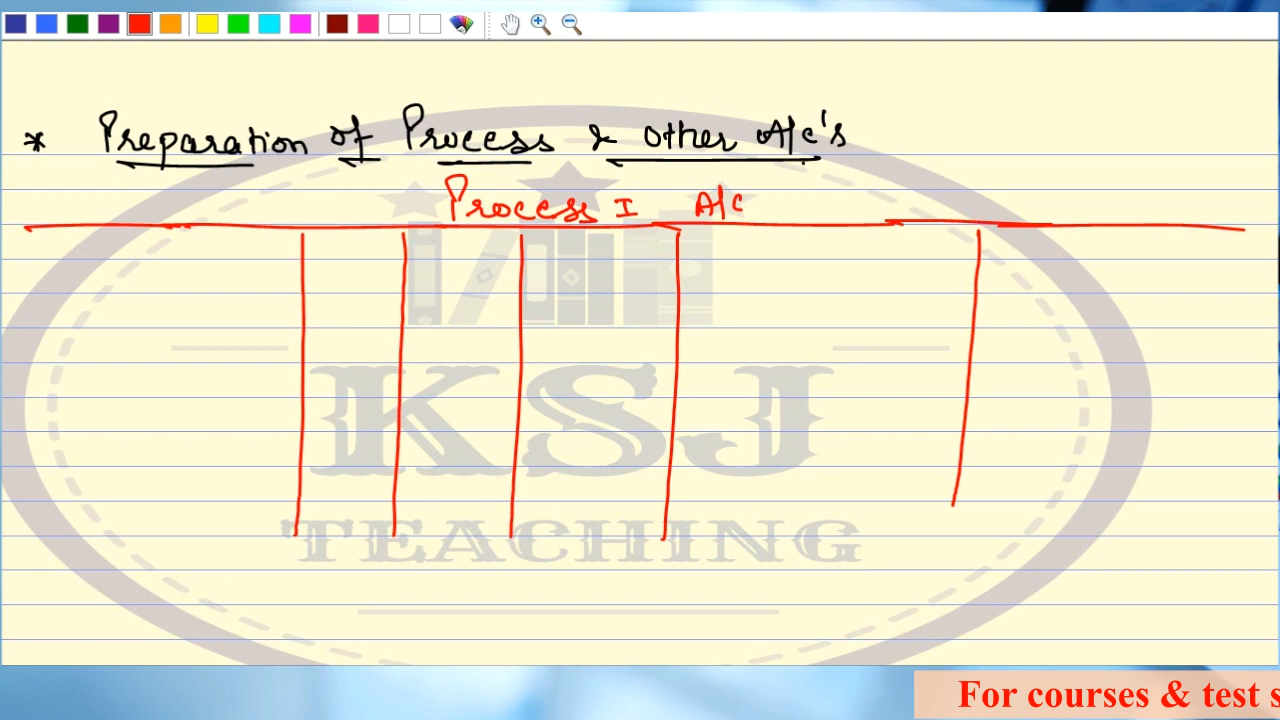 * Preparation of Process & other A/c's
Process I A/c
KSJ
TEACHING
For courses & test s